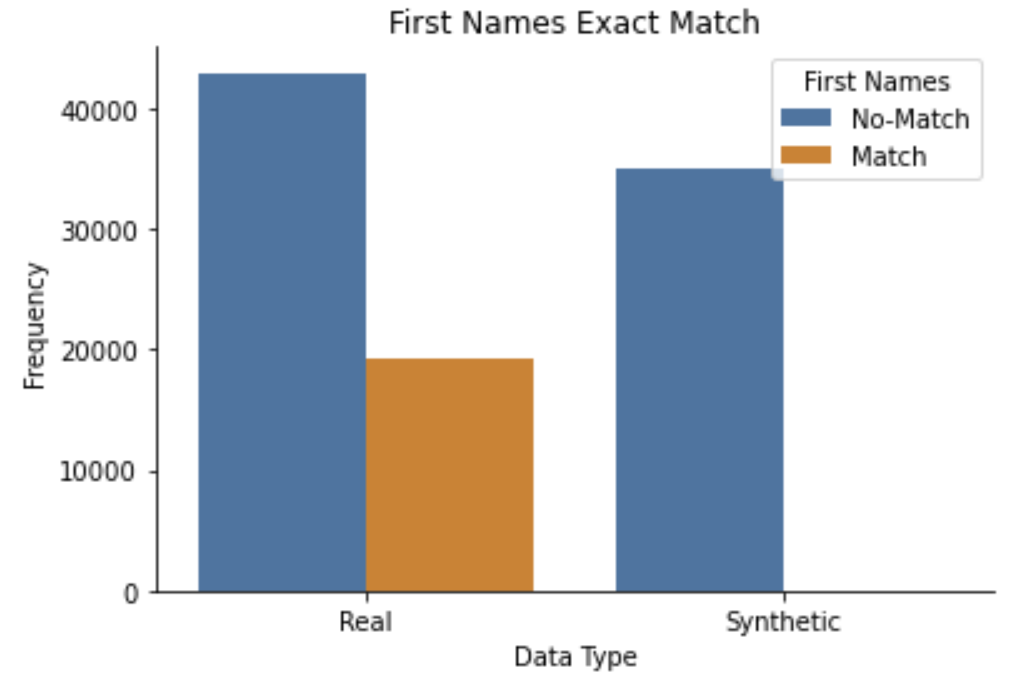 First Names Exact Match
First Names
No-Match
Match
Frequency
40000
30000
20000
10000
0
Real
Synthetic
Data Type